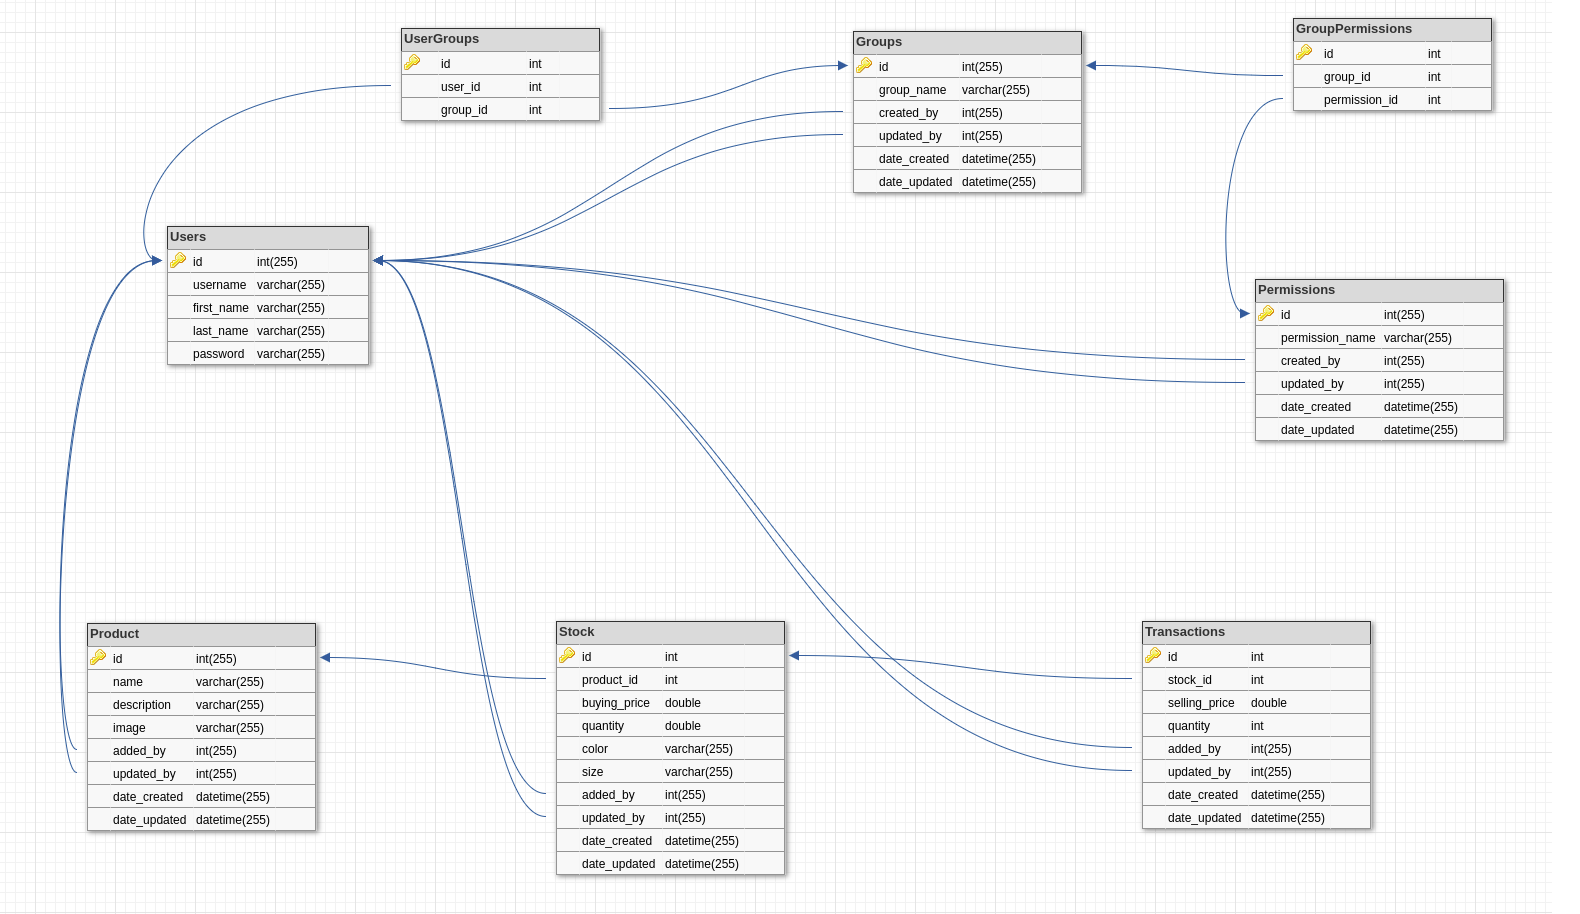 UserGroups
id int
user_id int
group_id int
Groups
id int(255)
group_name varchar(255)
created_by int(255)
updated_by int(255)
date_created datetime(255)
date_updated datetime(255)
GroupPermissions
id int
group_id int
permission_id int
Users
id int(255)
username varchar(255)
first_name varchar(255)
last_name varchar(255)
password varchar(255)
Permissions
id int(255)
permission_name varchar(255)
created_by int(255)
updated_by int(255)
date_created datetime(255)
date_updated datetime(255)
Product
id int(255)
name varchar(255)
description varchar(255)
image varchar(255)
added_by int(255)
updated_by int(255)
date_created datetime(255)
date_updated datetime(255)
Stock
id int
product_id int
buying_price double
quantity double
color varchar(255)
size varchar(255)
added_by int(255)
updated_by int(255)
date_created datetime(255)
date_updated datetime(255)
Transactions
id int
stock_id int
selling_price double
quantity int
added_by int(255)
updated_by int(255)
date_created datetime(255)
date_updated datetime(255)